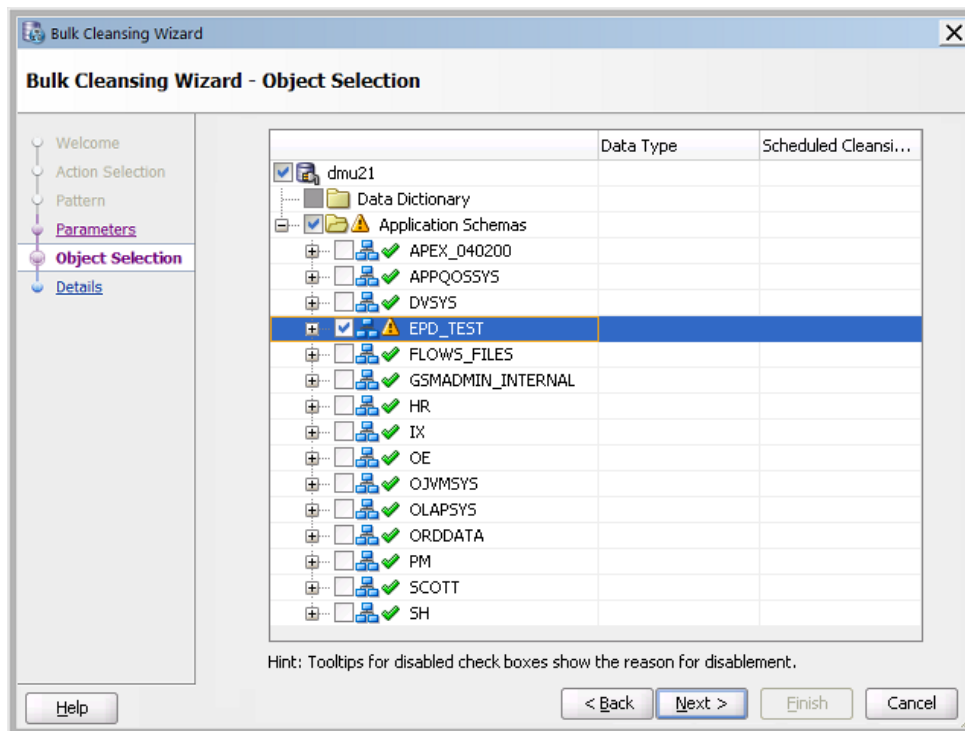 Bulk Cleansing Wizard
Bulk Cleansing Wizard - Object Selection
Welcome
Action Selection
Pattern
Parameters
Object Selection
Details
Data Type Scheduled Cleansi...
dmu21
Data Dictionary
Application Schemas
APEX_040200
APPQOSSYS
DVSYS
EPD_TEST
FLOWS_FILES
GSMADMIN_INTERNAL
HR
IX
OE
OJVMSYS
OLAPSYS
ORDDATA
PM
SCOTT
SH
Hint: Tooltips for disabled check boxes show the reason for disablement.
Help < Back Next > Finish Cancel